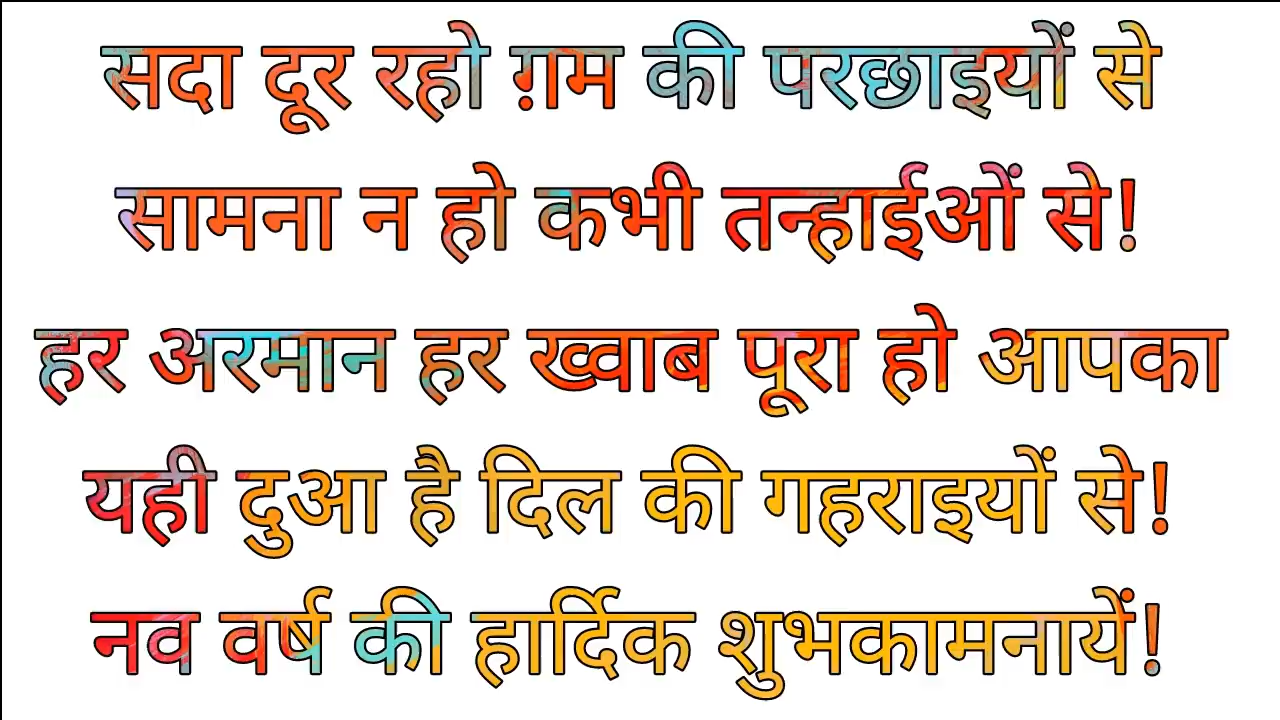 सदा दूर रहो ग़म की परछाइयों से
सामना न हो कभी तन्हाईओं से!
हर अरमान हर ख्वाब पूरा हो आपका
यही दुआ है दिल की गहराइयों से!
नव वर्ष की हार्दिक शुभकामनायें!